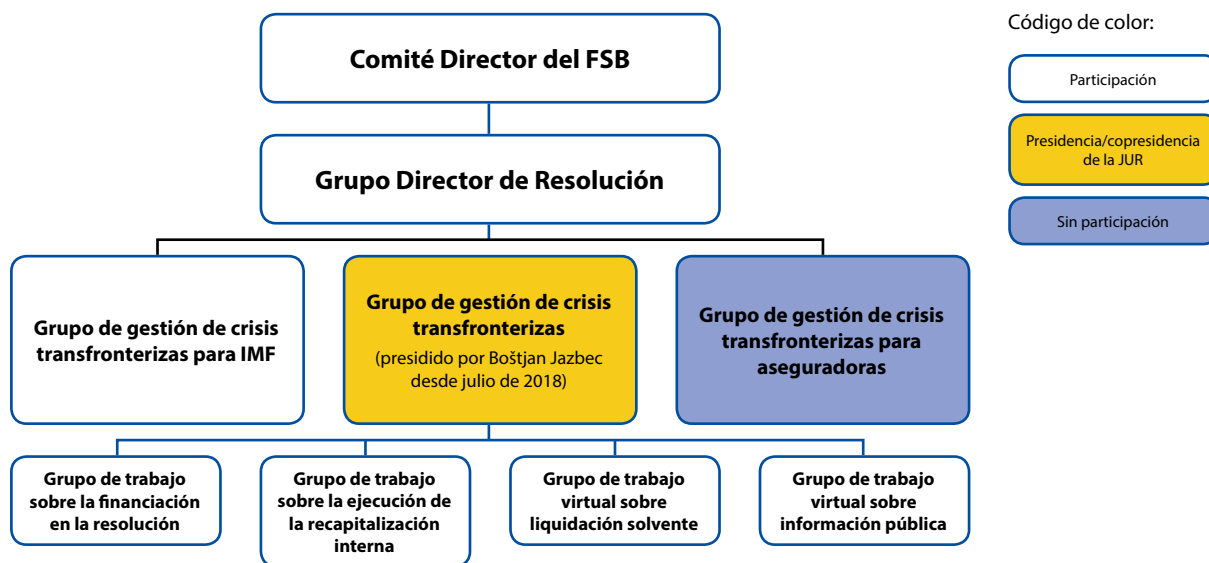 Comité Director del FSB
Grupo Director de Resolución
Grupo de gestión de crisis
transfronterizas para IMF
Grupo de gestión de crisis
transfronterizas
(presidido por Boštjan Jazbec
desde julio de 2018)
Grupo de gestión de crisis
transfronterizas para
aseguradoras
Grupo de trabajo
sobre la financiación
en la resolución
Grupo de trabajo
sobre la ejecución de
la recapitalización
interna
Grupo de trabajo
virtual sobre
liquidación solvente
Grupo de trabajo
virtual sobre
información pública
Código de color:
Participación
Presidencia/copresidencia
de la JUR
Sin participación